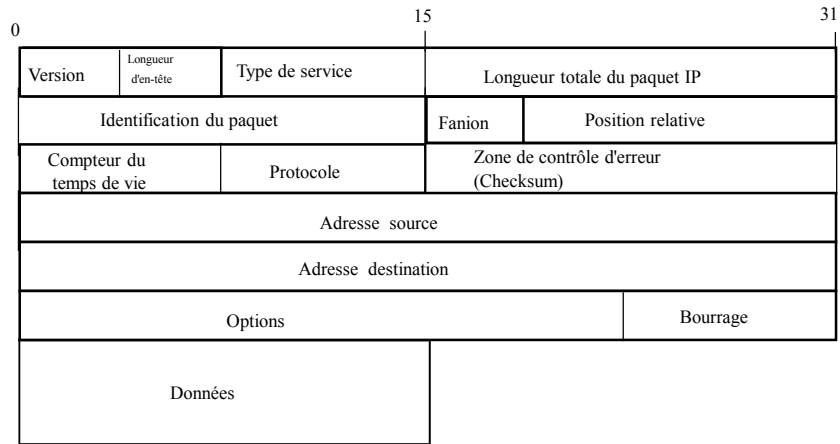 0 15 31
Version
Longueur
d'en-tête
Type de service
Longueur totale du paquet IP
Identification du paquet
Fanion
Position relative
Compteur du
temps de vie
Protocole
Zone de contrôle d'erreur
(Checksum)
Adresse source
Adresse destination
Options
Bourrage
Données